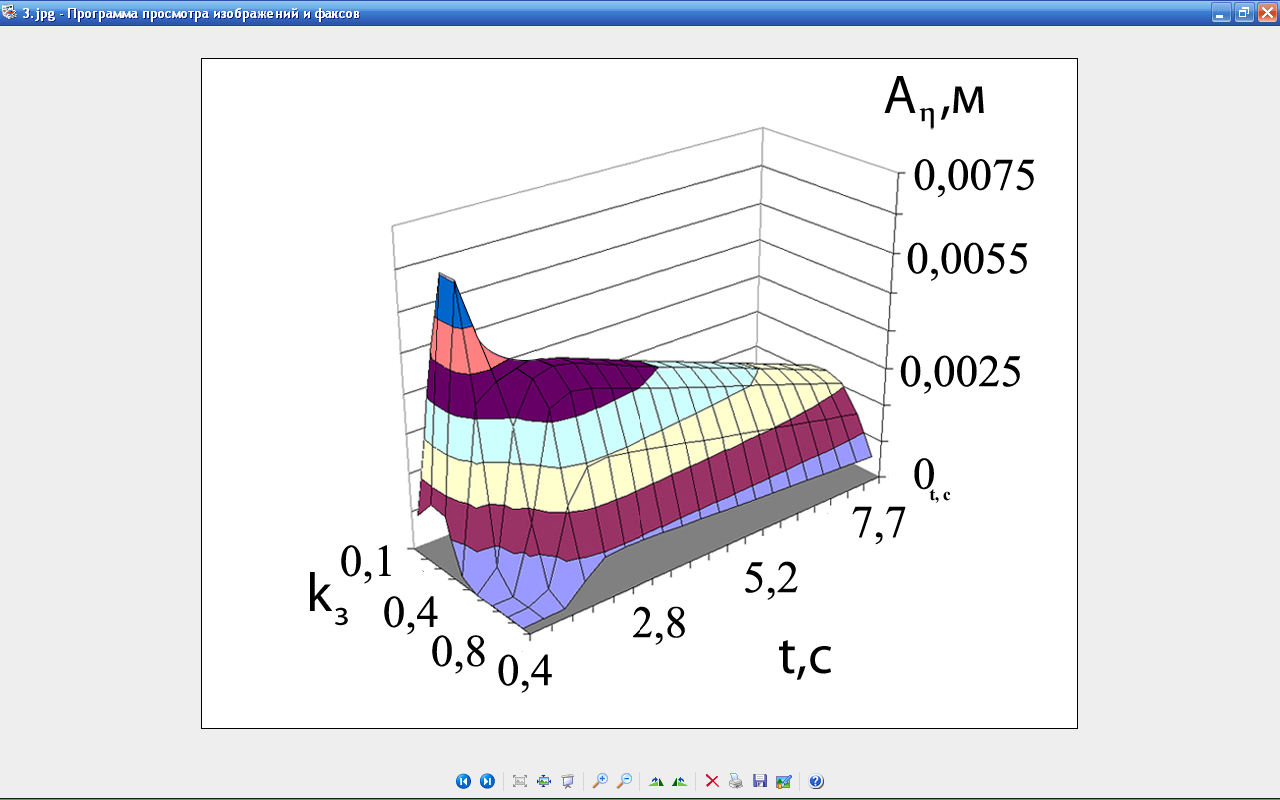 3.jpg - Программа просмотра изображений и факсов
Aη,м
0,0075
0,0055
0,0025
0
t, c
7,7
5,2
2,8
t,c
0,1
kз
0,4
0,8
0,4